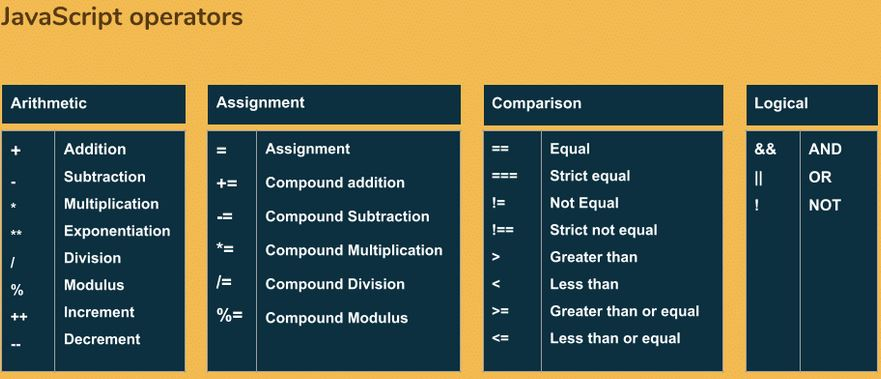 JavaScript operators
Arithmetic
+ Addition
- Subtraction
* Multiplication
** Exponentiation
/ Division
% Modulus
++ Increment
-- Decrement
Assignment
= Assignment
+= Compound addition
-= Compound Subtraction
*= Compound Multiplication
/= Compound Division
%= Compound Modulus
Comparison
== Equal
=== Strict equal
!= Not Equal
!== Strict not equal
> Greater than
< Less than
>= Greater than or equal
<= Less than or equal
Logical
&& AND
|| OR
! NOT